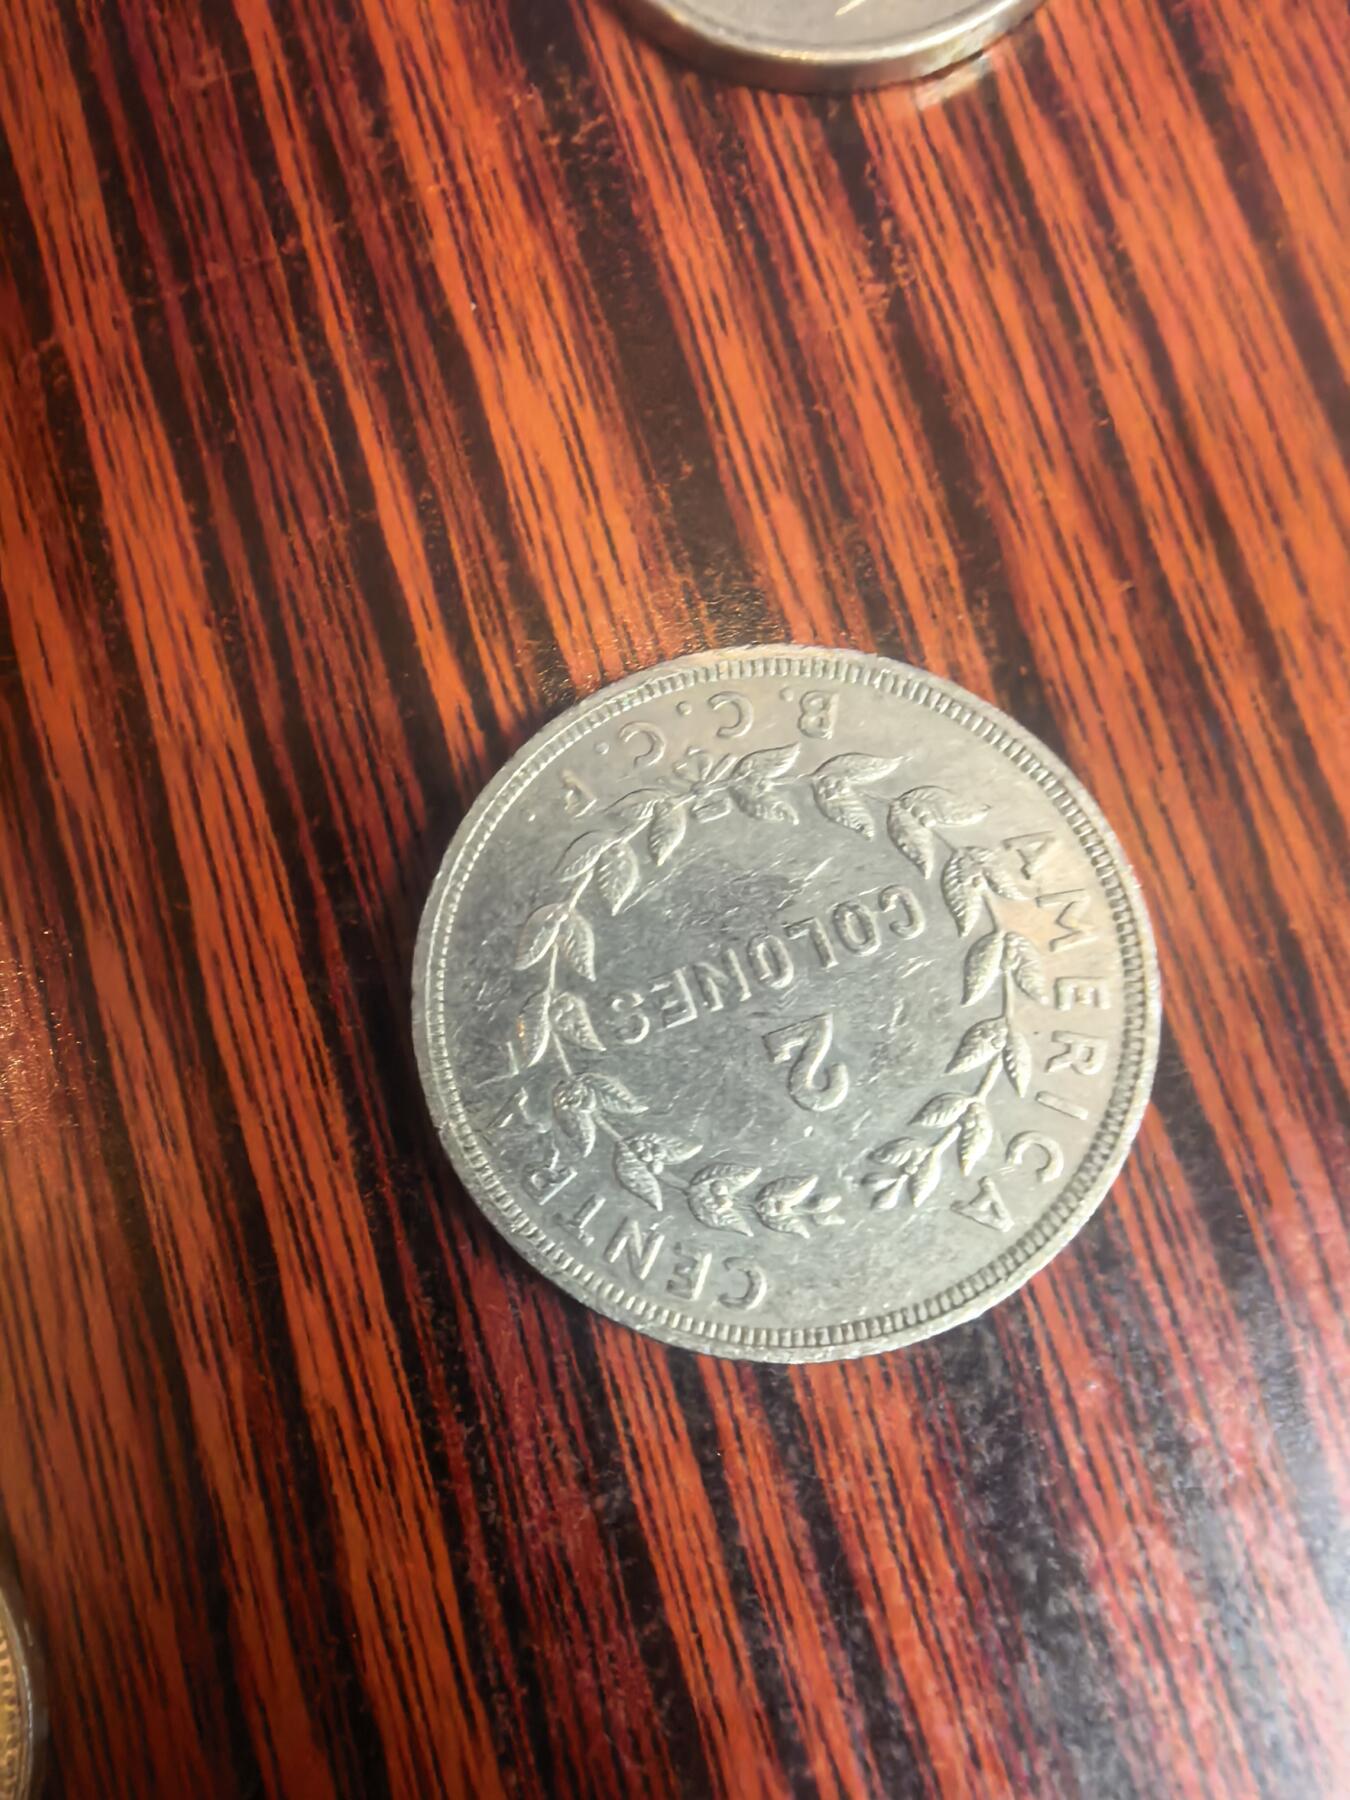 AMERICA CENTRAL
2
COLONES
B.C.C.R.